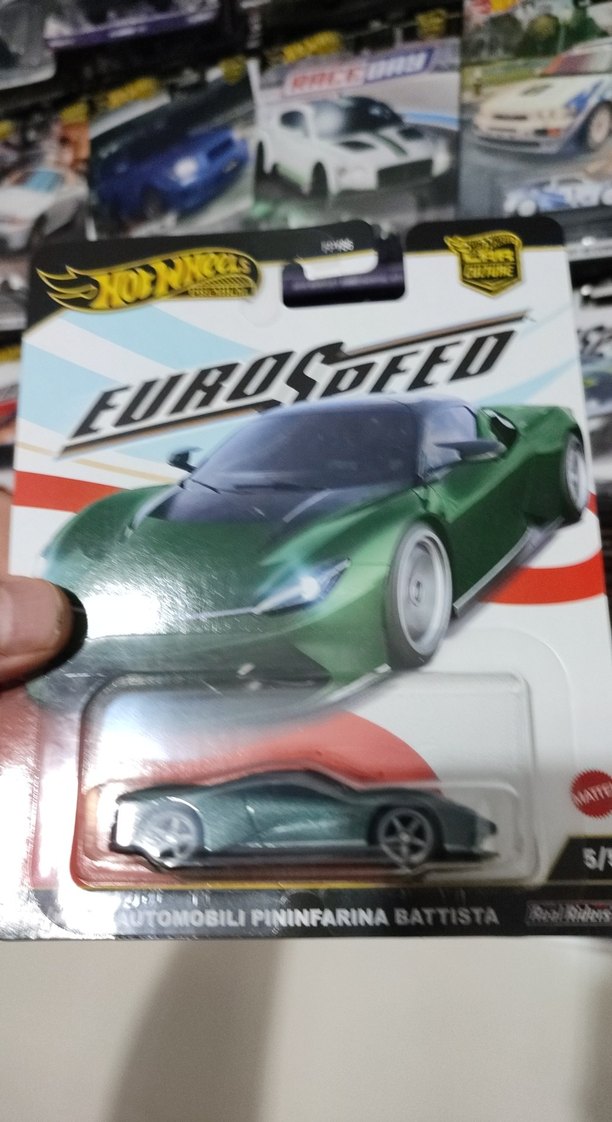 RACE DAY
HOT WHEELS
CAR
CULTURE
EURO SPEED
MATTEL
5/5
AUTOMOBILI PININFARINA BATTISTA
Real Riders